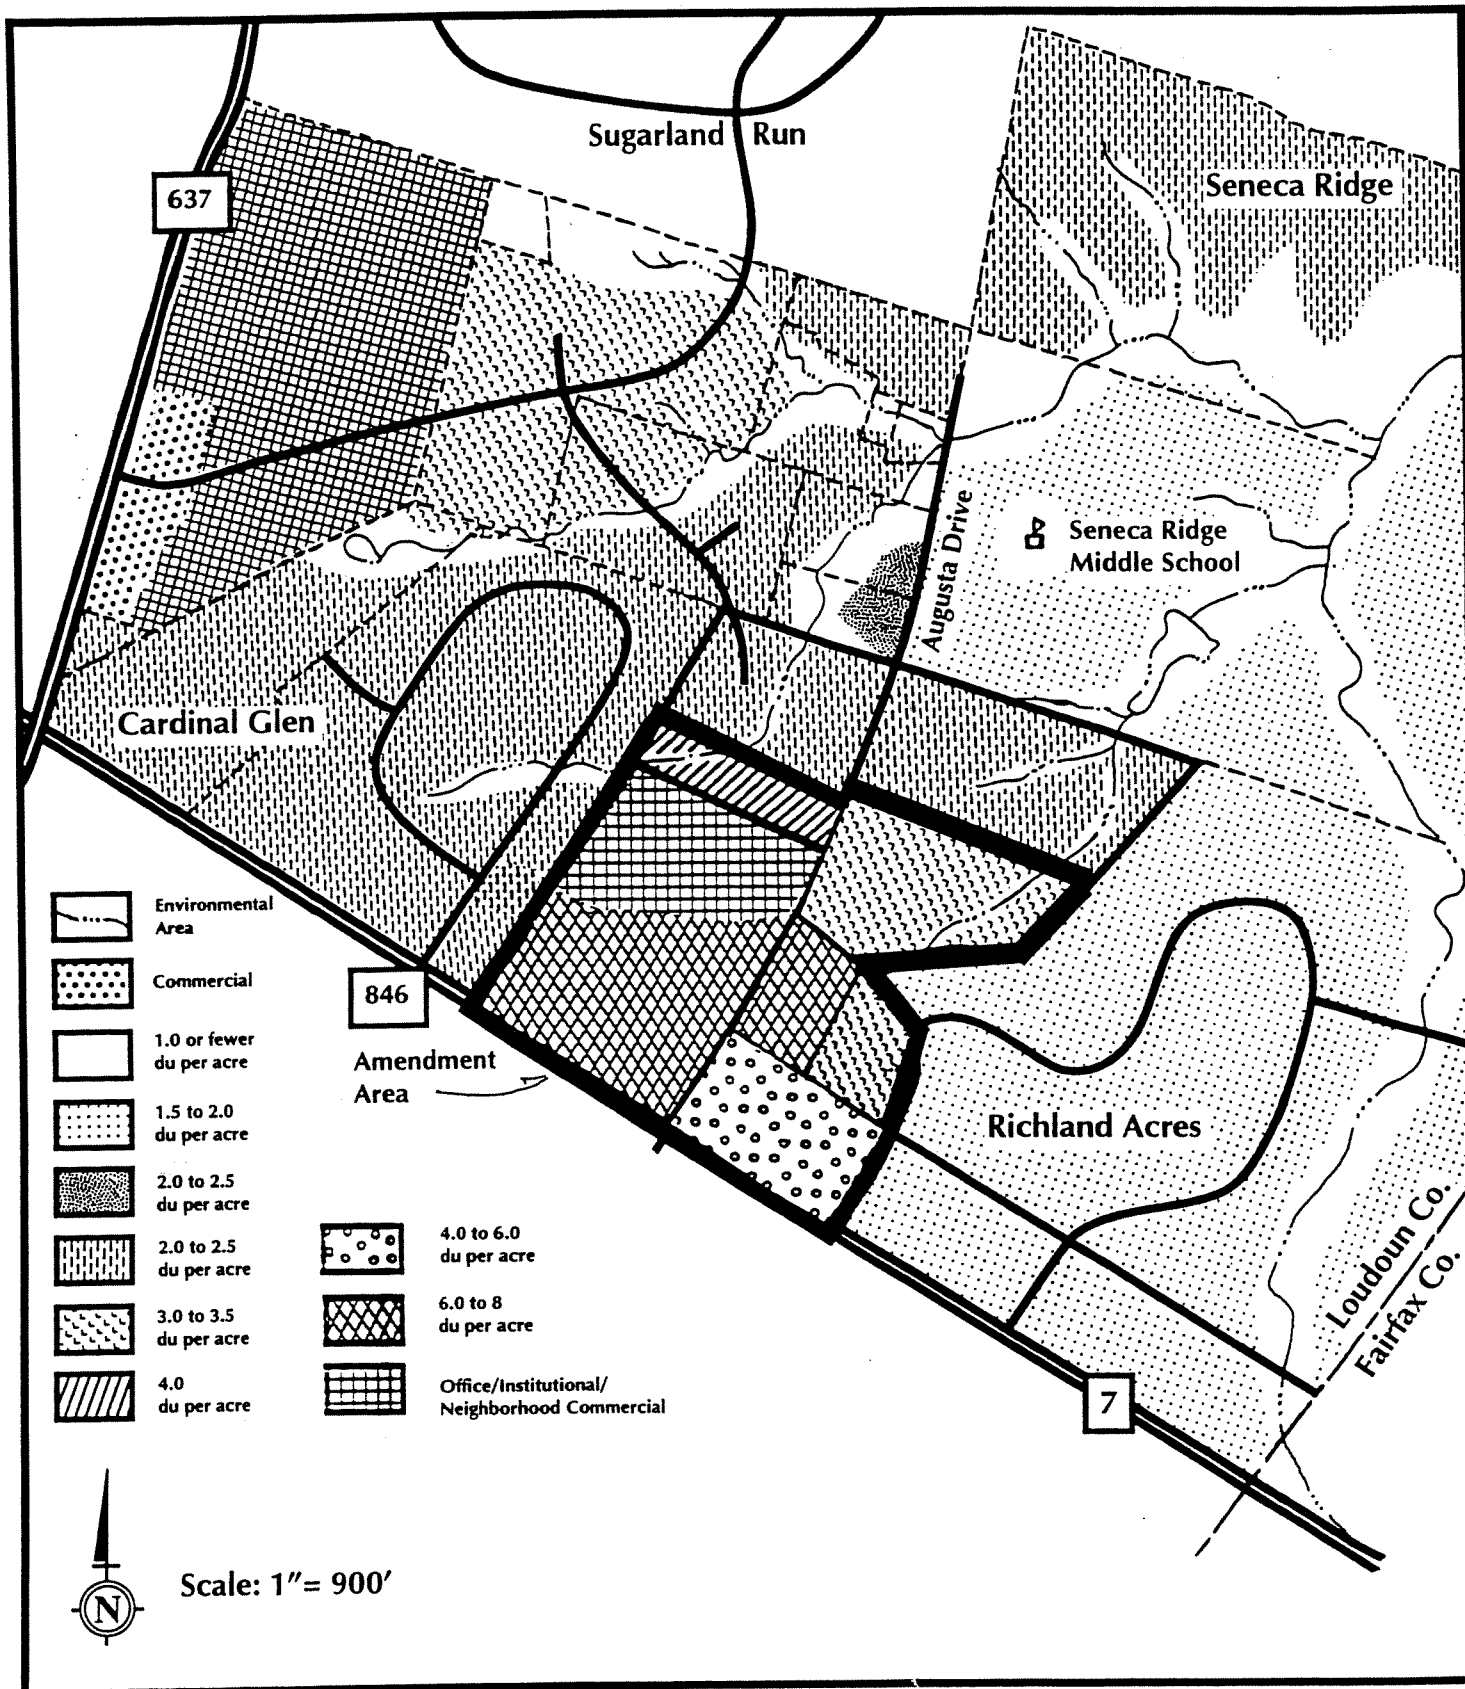 Sugarland Run
637
Seneca Ridge
Augusta Drive
Seneca Ridge
Middle School
Cardinal Glen
Environmental
Area
Commercial
846
1.0 or fewer
du per acre
Amendment
Area
1.5 to 2.0
du per acre
Richland Acres
2.0 to 2.5
du per acre
2.0 to 2.5
du per acre
3.0 to 3.5
du per acre
4.0
du per acre
4.0 to 6.0
du per acre
6.0 to 8
du per acre
Office/Institutional/
Neighborhood Commercial
Loudoun Co.
Fairfax Co.
7
N
Scale: 1″= 900′